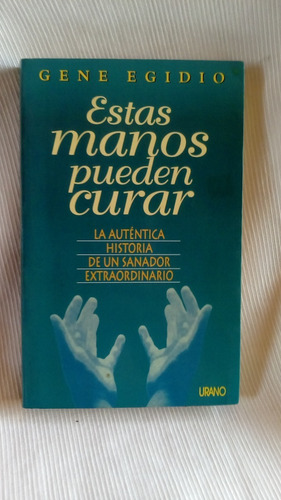 GENE EGIDIO
Estas
manos
pueden
curar
LA AUTÉNTICA
HISTORIA
DE UN SANADOR
EXTRAORDINARIO
URANO